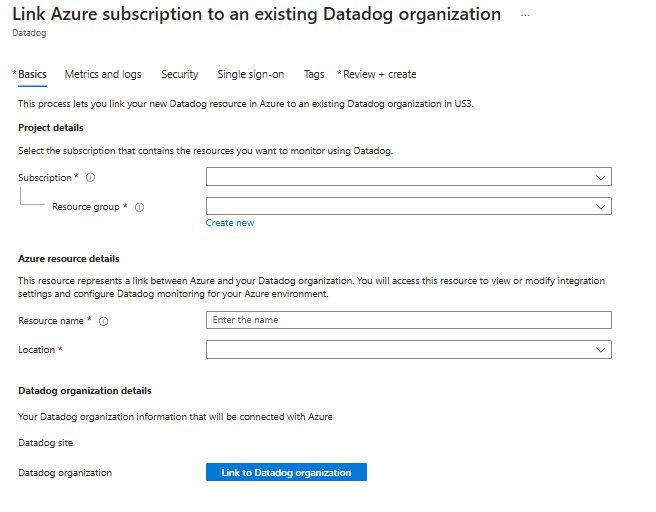 Link Azure subscription to an existing Datadog organization ...
Datadog
*Basics Metrics and logs Security Single sign-on Tags *Review + create
This process lets you link your new Datadog resource in Azure to an existing Datadog organization in US3.
Project details
Select the subscription that contains the resources you want to monitor using Datadog.
Subscription *
Resource group *
Create new
Azure resource details
This resource represents a link between Azure and your Datadog organization. You will access this resource to view or modify integration
settings and configure Datadog monitoring for your Azure environment.
Resource name * Enter the name
Location *
Datadog organization details
Your Datadog organization information that will be connected with Azure
Datadog site
Datadog organization Link to Datadog organization